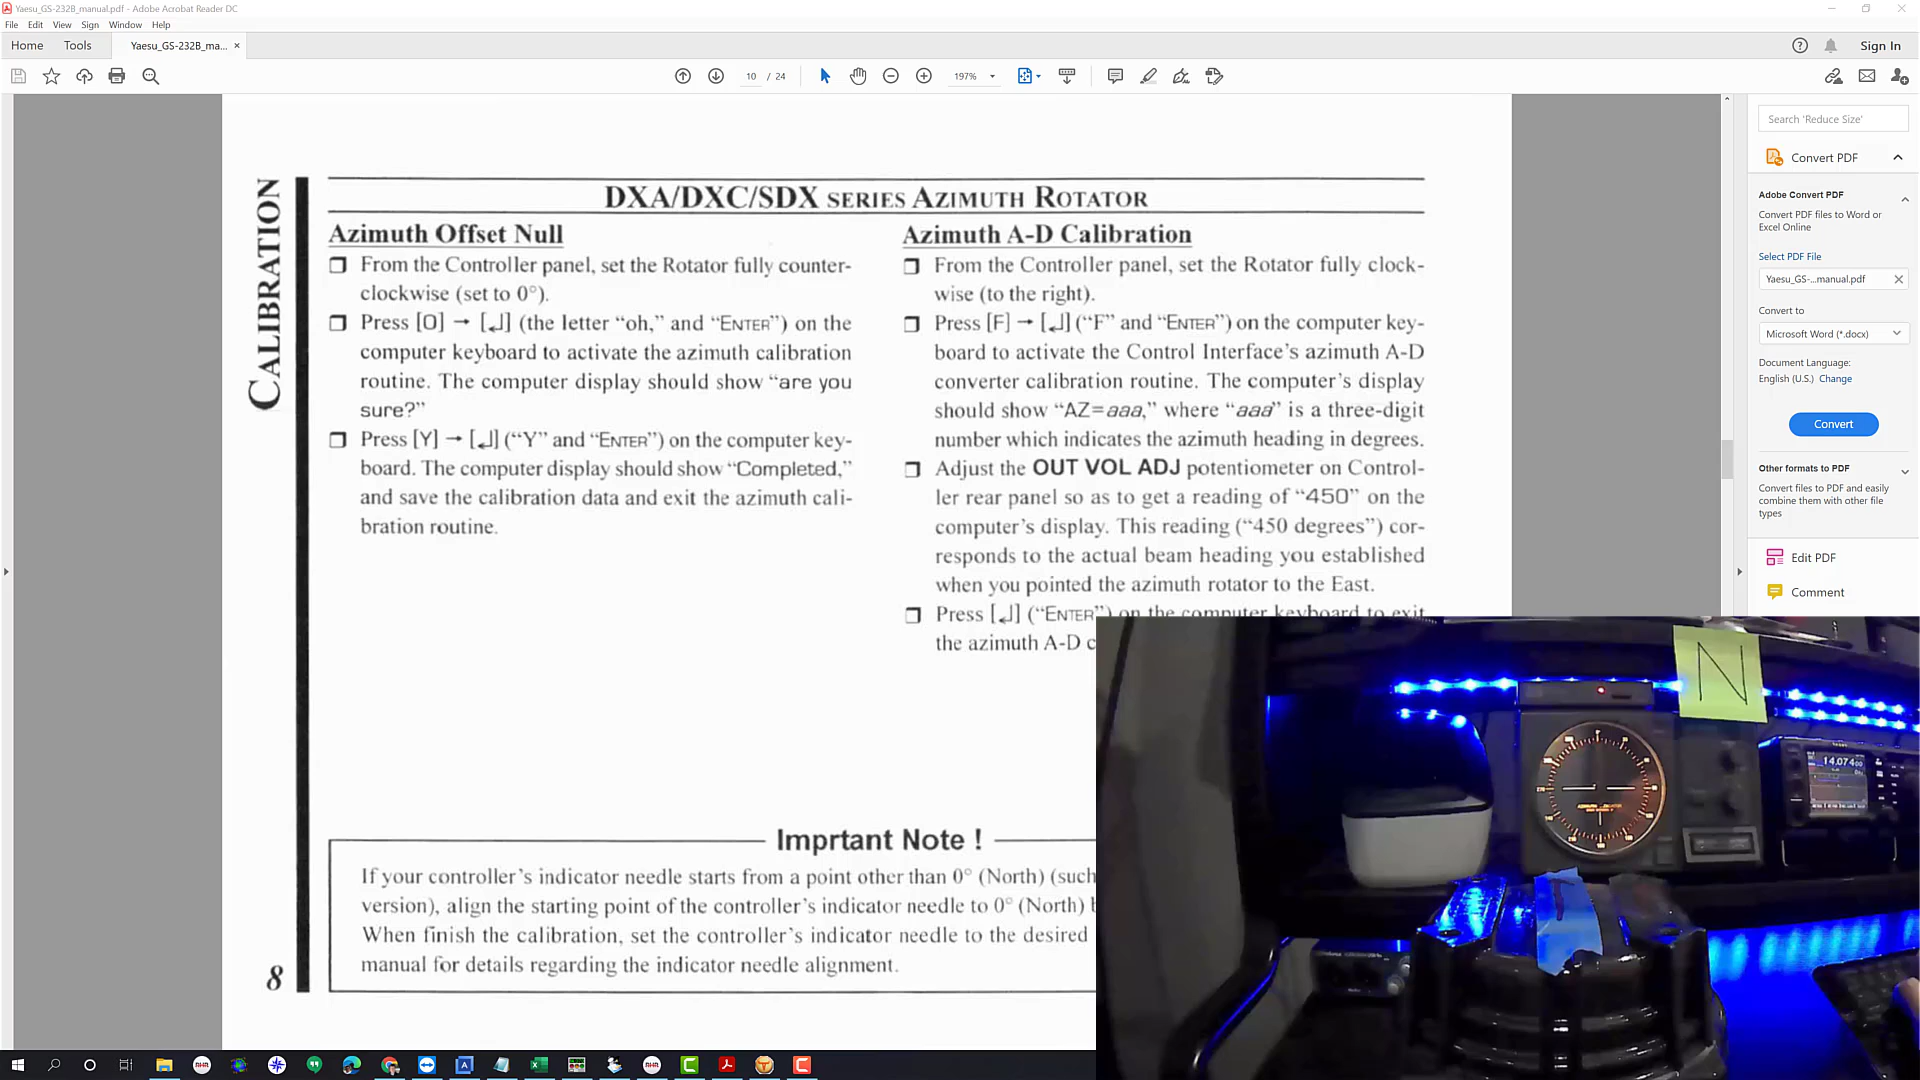 Yaesu_GS-232B_manual.pdf - Adobe Acrobat Reader DC
File Edit View Sign Window Help
Home Tools Yaesu_GS-232B_ma... × Sign In
10 / 24 197%
Search 'Reduce Size'
Convert PDF
Adobe Convert PDF
Convert PDF files to Word or
Excel Online
Select PDF File
Yaesu_GS-...manual.pdf
Convert to
Microsoft Word (*.docx)
Document Language:
English (U.S.) Change
Convert
Other formats to PDF
Convert files to PDF and easily
combine them with other file
types
Edit PDF
Comment
CALIBRATION
DXA/DXC/SDX SERIES AZIMUTH ROTATOR
Azimuth Offset Null
❒ From the Controller panel, set the Rotator fully counter-
clockwise (set to 0°).
❒ Press [O] → [↵] (the letter “oh,” and “ENTER”) on the
computer keyboard to activate the azimuth calibration
routine. The computer display should show “are you
sure?”
❒ Press [Y] → [↵] (“Y” and “ENTER”) on the computer key-
board. The computer display should show “Completed,”
and save the calibration data and exit the azimuth cali-
bration routine.
Azimuth A-D Calibration
❒ From the Controller panel, set the Rotator fully clock-
wise (to the right).
❒ Press [F] → [↵] (“F” and “ENTER”) on the computer key-
board to activate the Control Interface’s azimuth A-D
converter calibration routine. The computer’s display
should show “AZ=aaa,” where “aaa” is a three-digit
number which indicates the azimuth heading in degrees.
❒ Adjust the OUT VOL ADJ potentiometer on Control-
ler rear panel so as to get a reading of “450” on the
computer’s display. This reading (“450 degrees”) cor-
responds to the actual beam heading you established
when you pointed the azimuth rotator to the East.
❒ Press [↵] (“ENTER”) on the computer keyboard to exit
the azimuth A-D c
Imprtant Note !
If your controller’s indicator needle starts from a point other than 0° (North) (such
version), align the starting point of the controller’s indicator needle to 0° (North) b
When finish the calibration, set the controller’s indicator needle to the desired
manual for details regarding the indicator needle alignment.
8
N
14.074